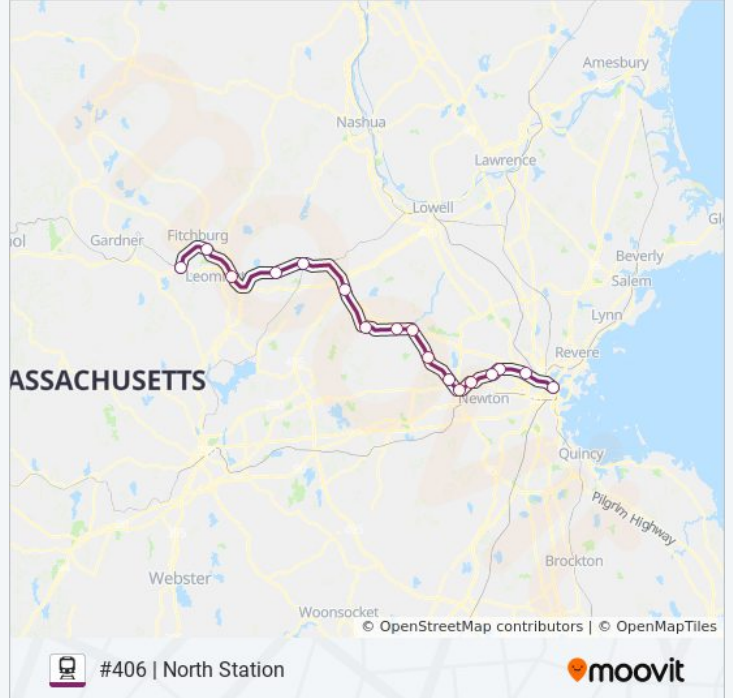 Amesbury
Nashua
Lawrence
Lowell
Gl
Fitchburg
Gardner
Leom
Beverly
Salem
Lynn
Revere
ASSACHUSETTS
Newton
Quincy
Pilgrim Highway
Brockton
Webster
Woonsocket
© OpenStreetMap contributors | © OpenMapTiles
#406 | North Station
moovit